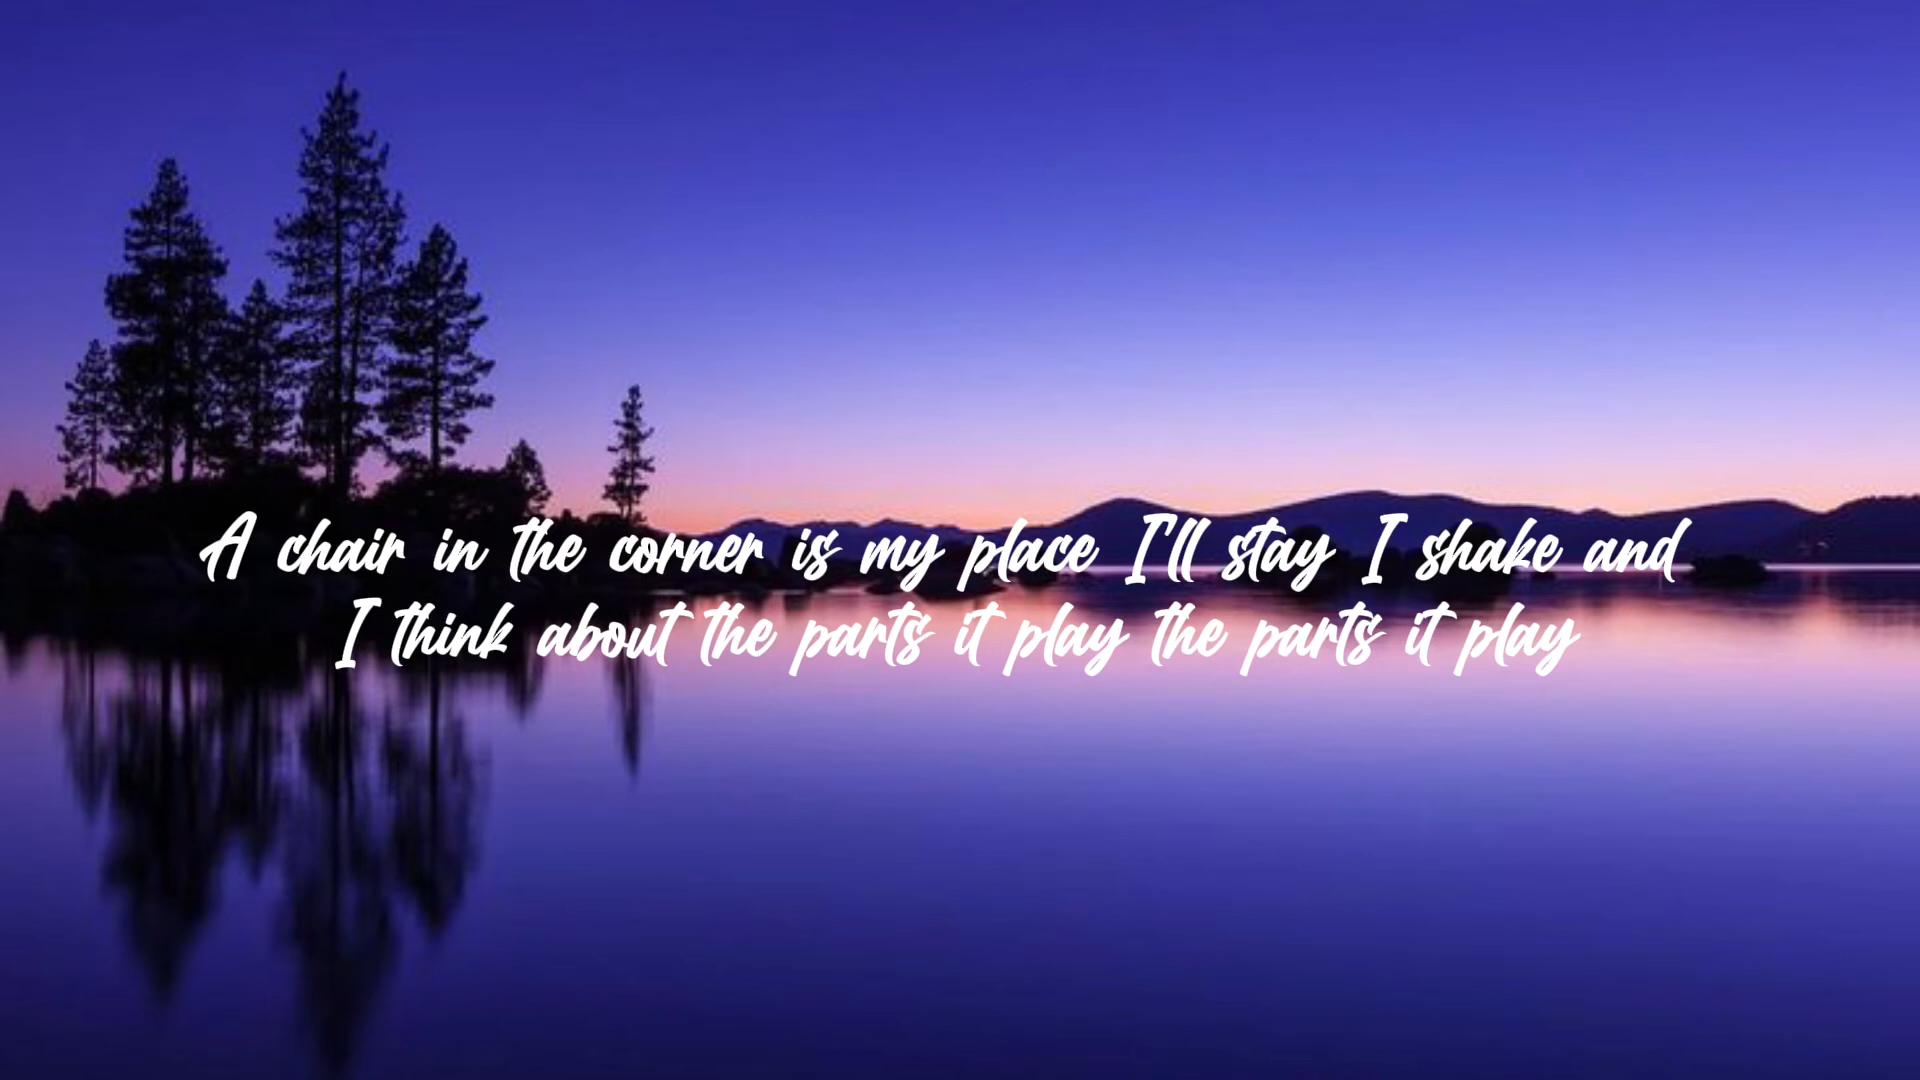 A chair in the corner is my place I'll stay I shake and
I think about the parts it play the parts it play